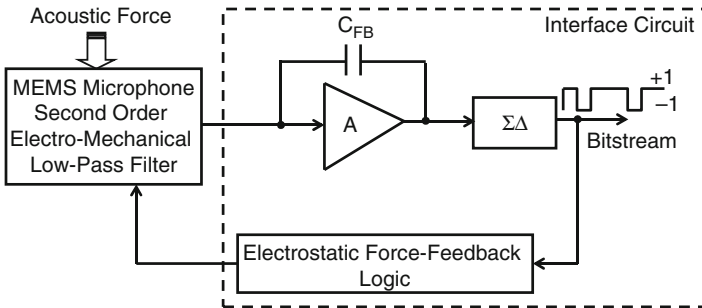 Acoustic Force
MEMS Microphone
Second Order
Electro-Mechanical
Low-Pass Filter
Interface Circuit
C_FB
A
ΣΔ
+1
−1
Bitstream
Electrostatic Force-Feedback
Logic